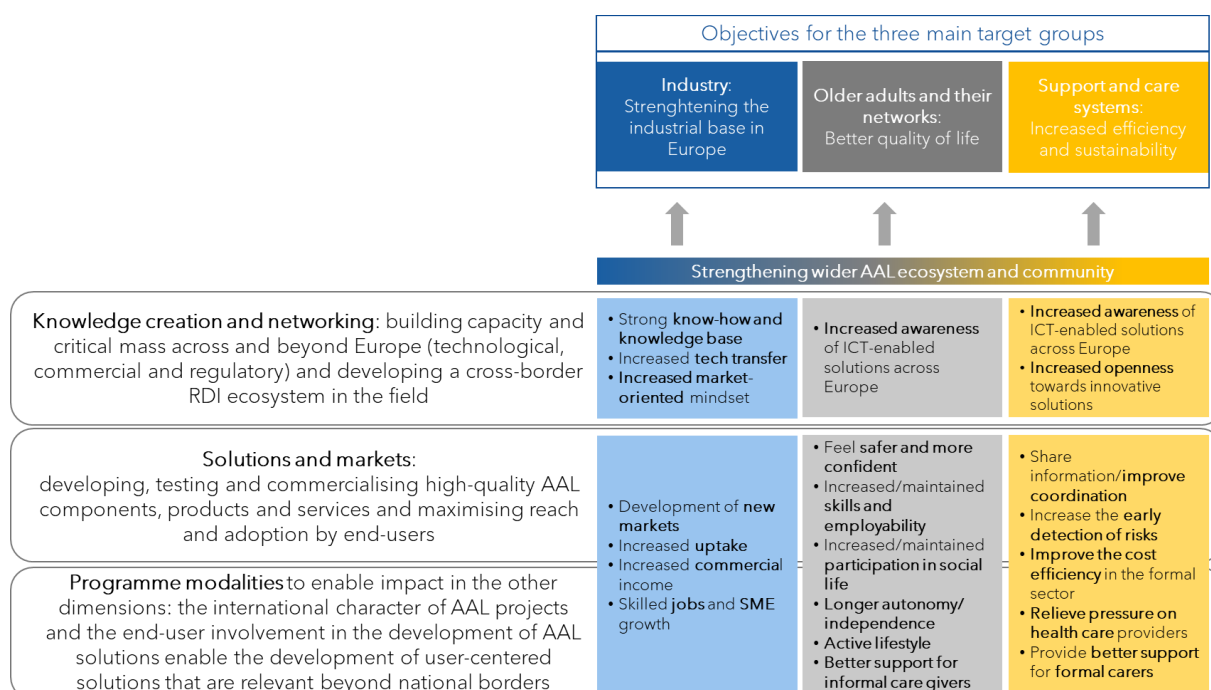 Objectives for the three main target groups
Industry:
Strenghtening the
industrial base in
Europe
Older adults and their
networks:
Better quality of life
Support and care
systems:
Increased efficiency
and sustainability
Strengthening wider AAL ecosystem and community
Knowledge creation and networking: building capacity and
critical mass across and beyond Europe (technological,
commercial and regulatory) and developing a cross-border
RDI ecosystem in the field
• Strong know-how and
knowledge base
• Increased tech transfer
• Increased market-
oriented mindset
• Increased awareness
of ICT-enabled
solutions across
Europe
• Increased awareness of
ICT-enabled solutions
across Europe
• Increased openness
towards innovative
solutions
Solutions and markets:
developing, testing and commercialising high-quality AAL
components, products and services and maximising reach
and adoption by end-users
Programme modalities to enable impact in the other
dimensions: the international character of AAL projects
and the end-user involvement in the development of AAL
solutions enable the development of user-centered
solutions that are relevant beyond national borders
• Development of new
markets
• Increased uptake
• Increased commercial
income
• Skilled jobs and SME
growth
• Feel safer and more
confident
• Increased/maintained
skills and
employability
• Increased/maintained
participation in social
life
• Longer autonomy/
independence
• Active lifestyle
• Better support for
informal care givers
• Share
information/improve
coordination
• Increase the early
detection of risks
• Improve the cost
efficiency in the formal
sector
• Relieve pressure on
health care providers
• Provide better support
for formal carers